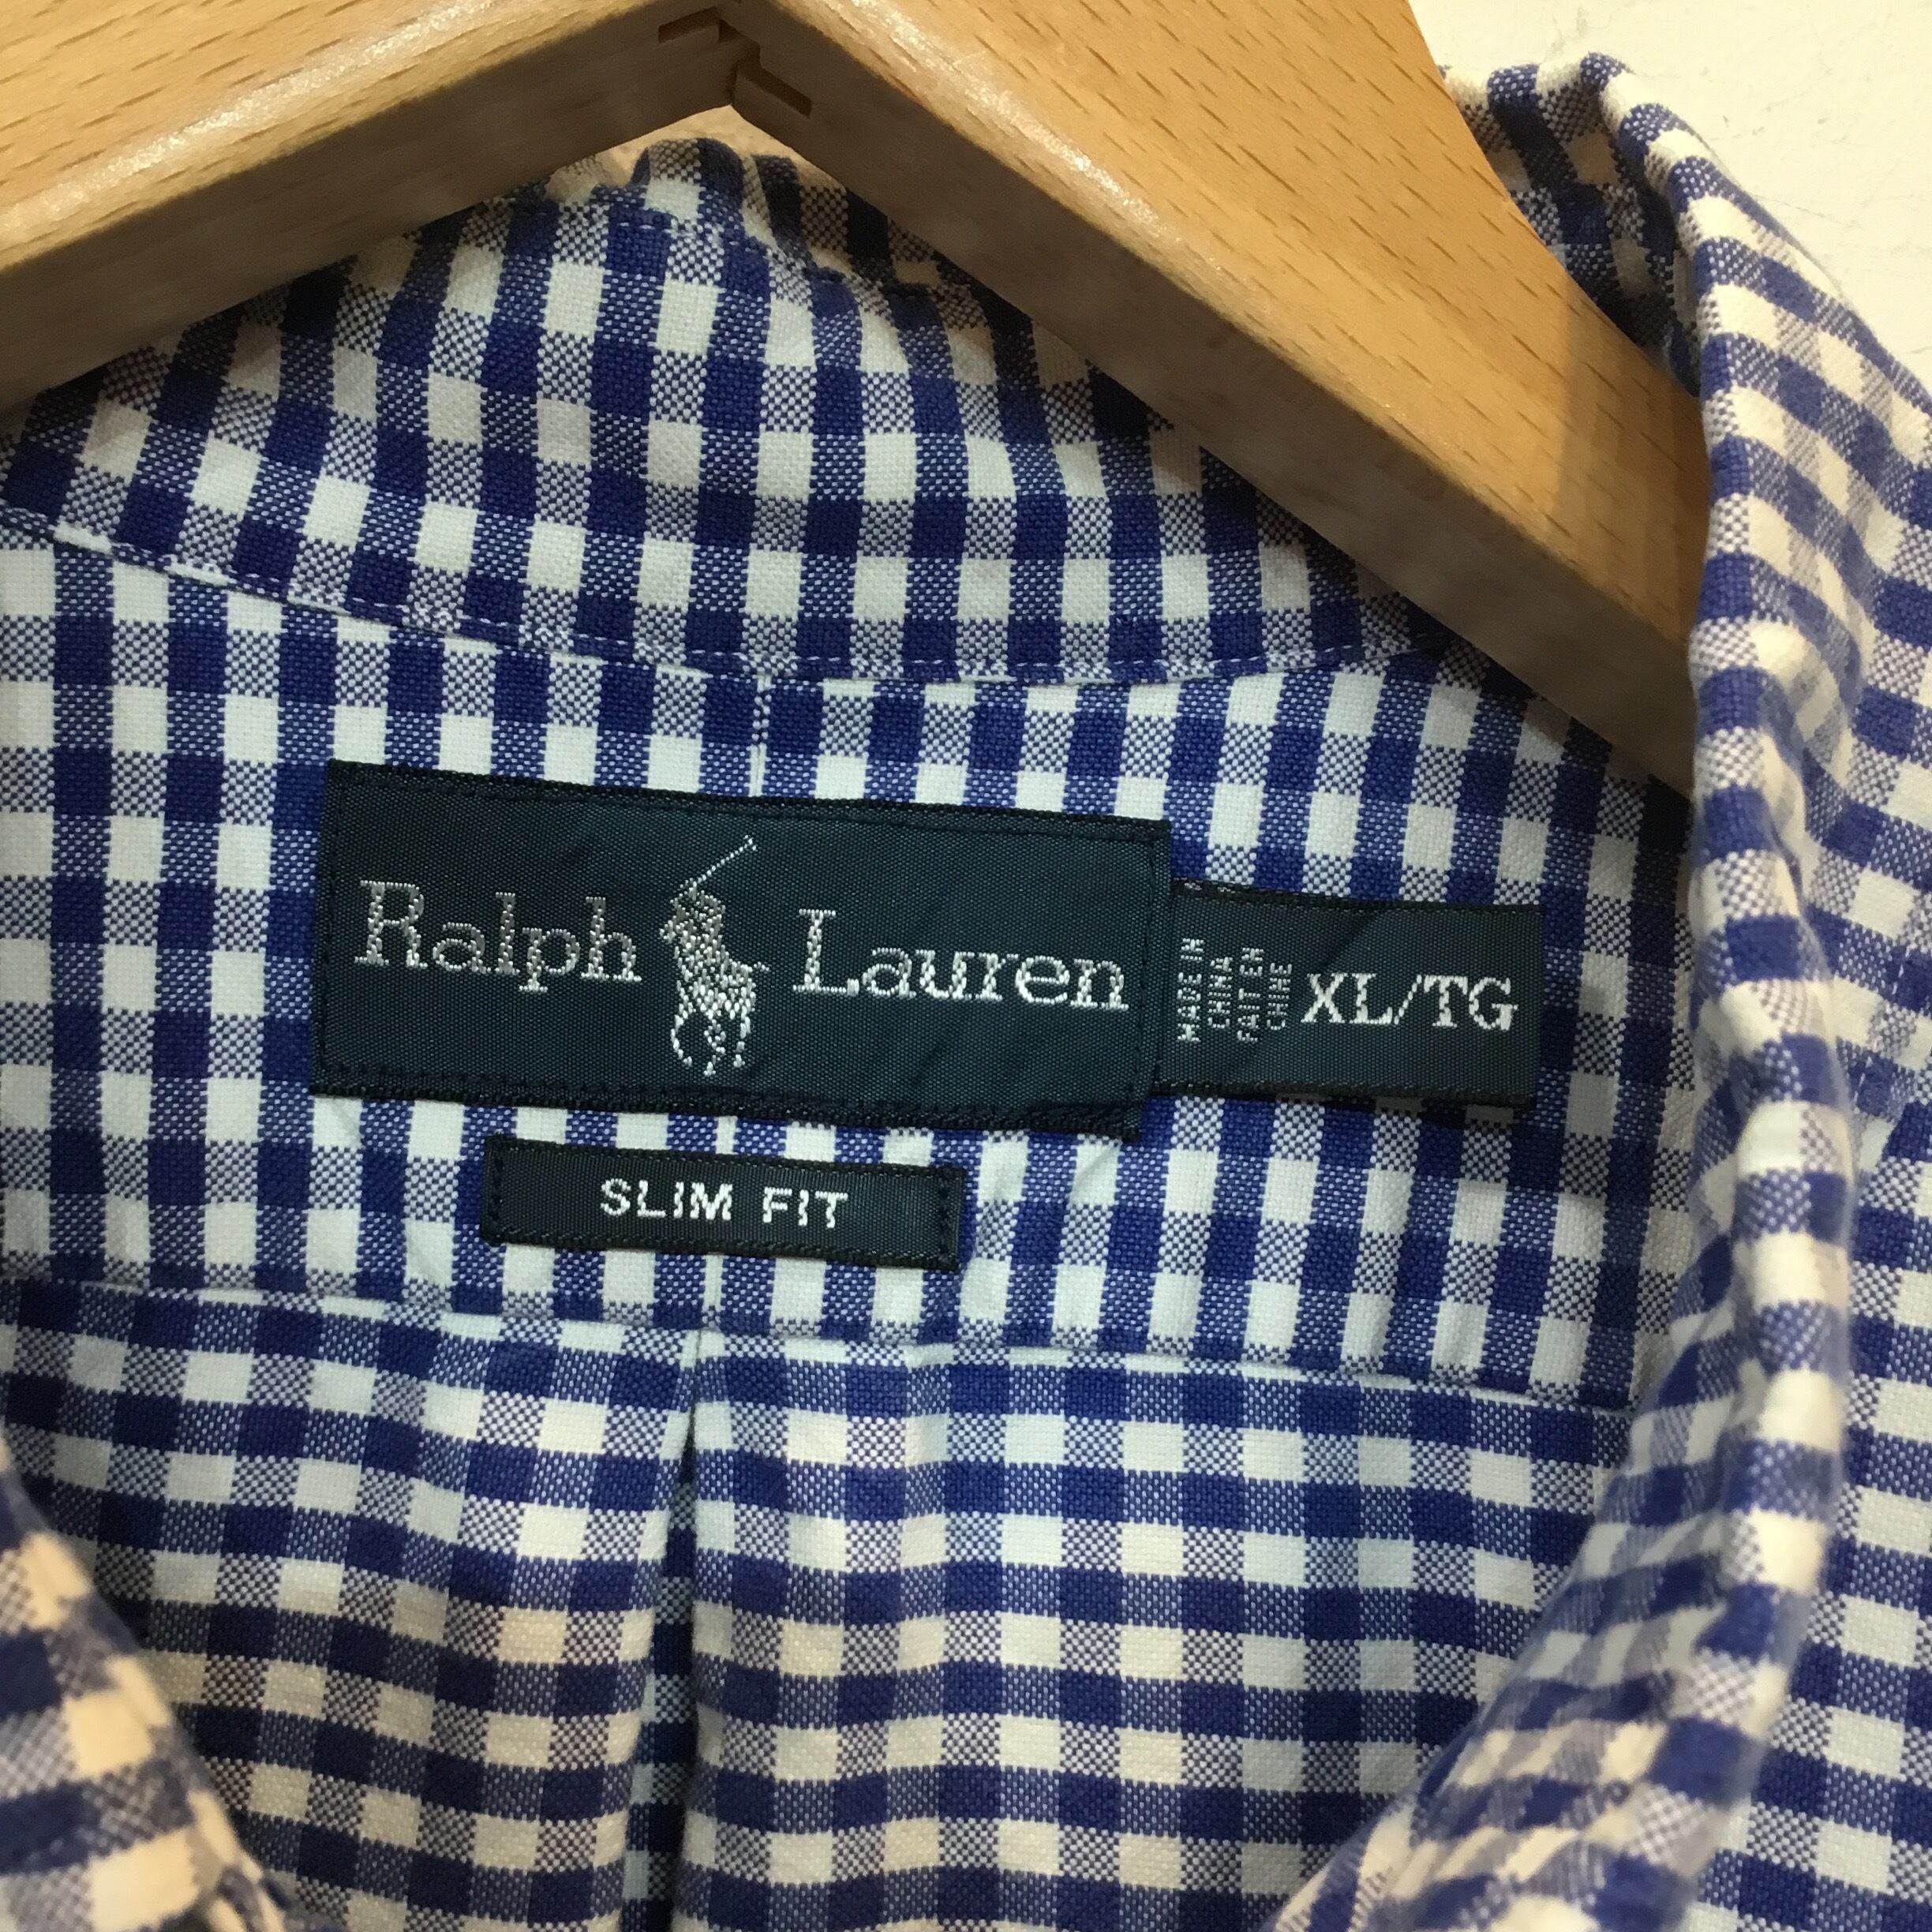 Ralph Lauren
MADE IN
CHINA
FAIT EN
CHINE
XL/TG
SLIM FIT